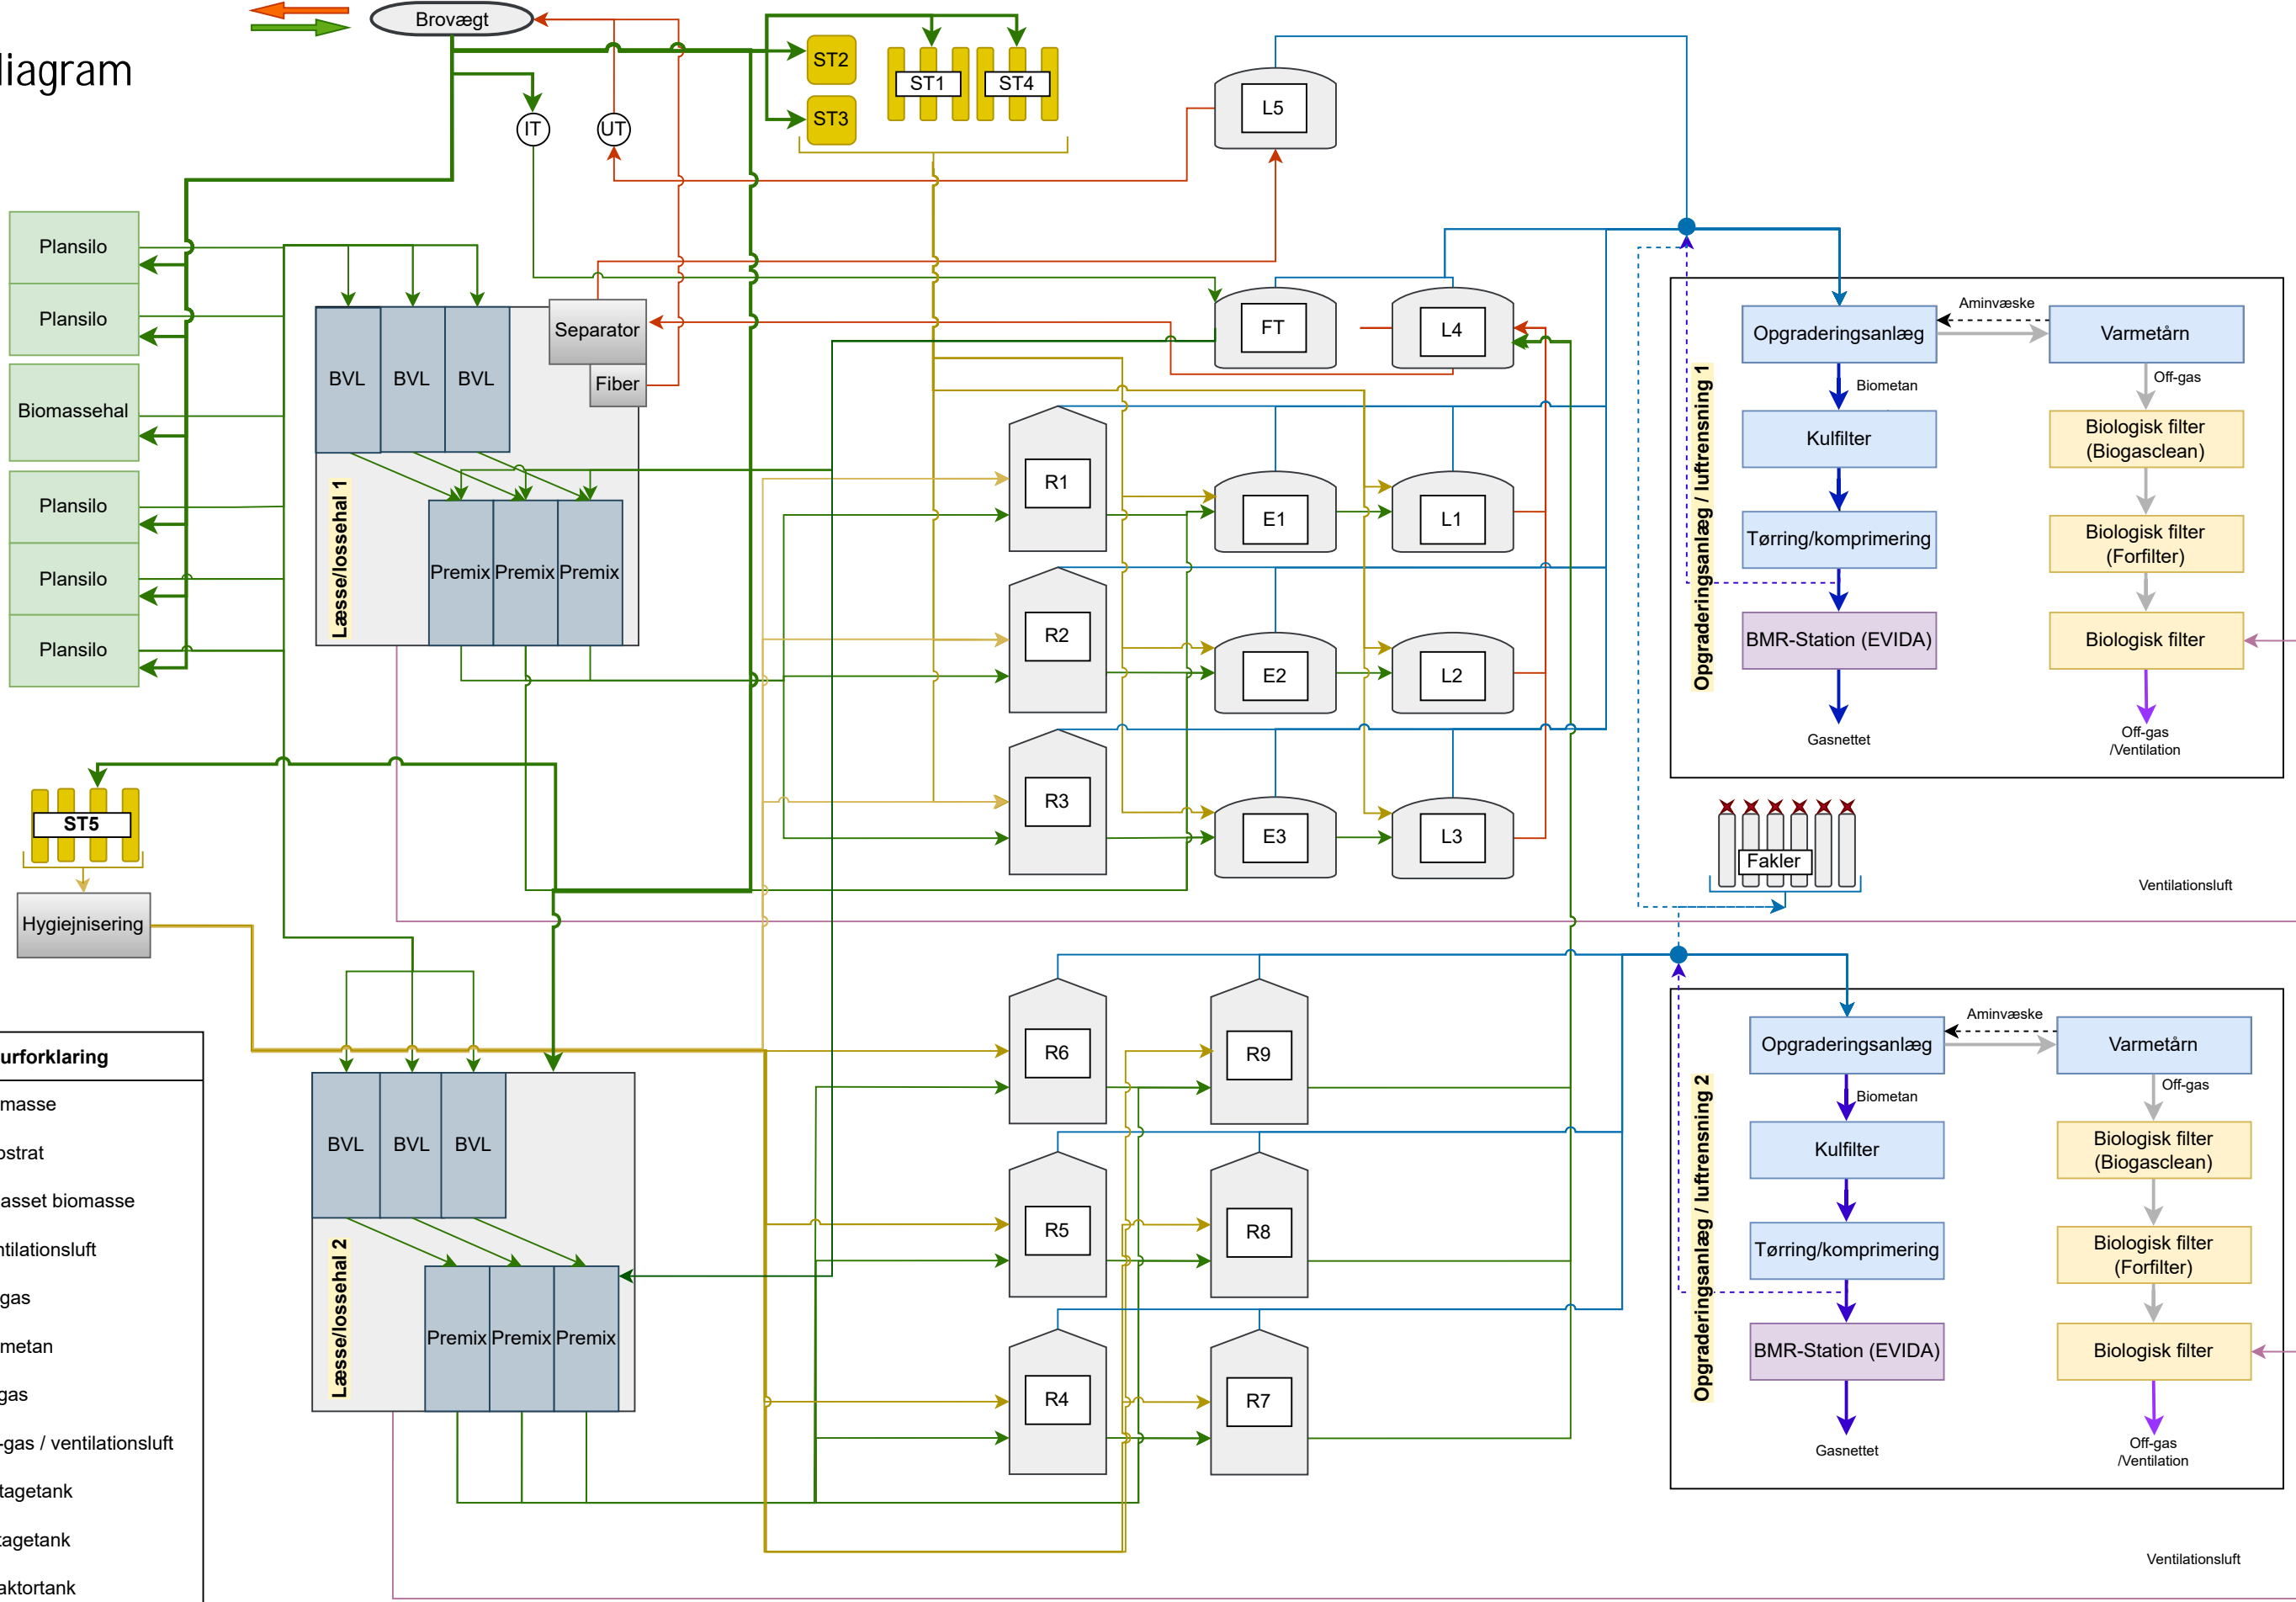 Brovægt
diagram
ST2
ST3
ST1
ST4
IT
UT
L5
Plansilo
Plansilo
Biomassehal
Plansilo
Plansilo
Plansilo
BVL
BVL
BVL
Separator
Fiber
Premix
Premix
Premix
Læsse/lossehal 1
FT
L4
R1
E1
L1
R2
E2
L2
R3
E3
L3
Opgraderingsanlæg / luftrensning 1
Opgraderingsanlæg
Aminvæske
Varmetårn
Biometan
Off-gas
Kulfilter
Biologisk filter
(Biogasclean)
Tørring/komprimering
Biologisk filter
(Forfilter)
BMR-Station (EVIDA)
Biologisk filter
Gasnettet
Off-gas
/Ventilation
Fakler
Ventilationsluft
ST5
Hygiejnisering
BVL
BVL
BVL
Premix
Premix
Premix
Læsse/lossehal 2
R6
R9
R5
R8
R4
R7
Opgraderingsanlæg / luftrensning 2
Opgraderingsanlæg
Aminvæske
Varmetårn
Biometan
Off-gas
Kulfilter
Biologisk filter
(Biogasclean)
Tørring/komprimering
Biologisk filter
(Forfilter)
BMR-Station (EVIDA)
Biologisk filter
Gasnettet
Off-gas
/Ventilation
Ventilationsluft
urforklaring
masse
ostrat
asset biomasse
ntilationsluft
gas
metan
gas
-gas / ventilationsluft
tagetank
tagetank
aktortank